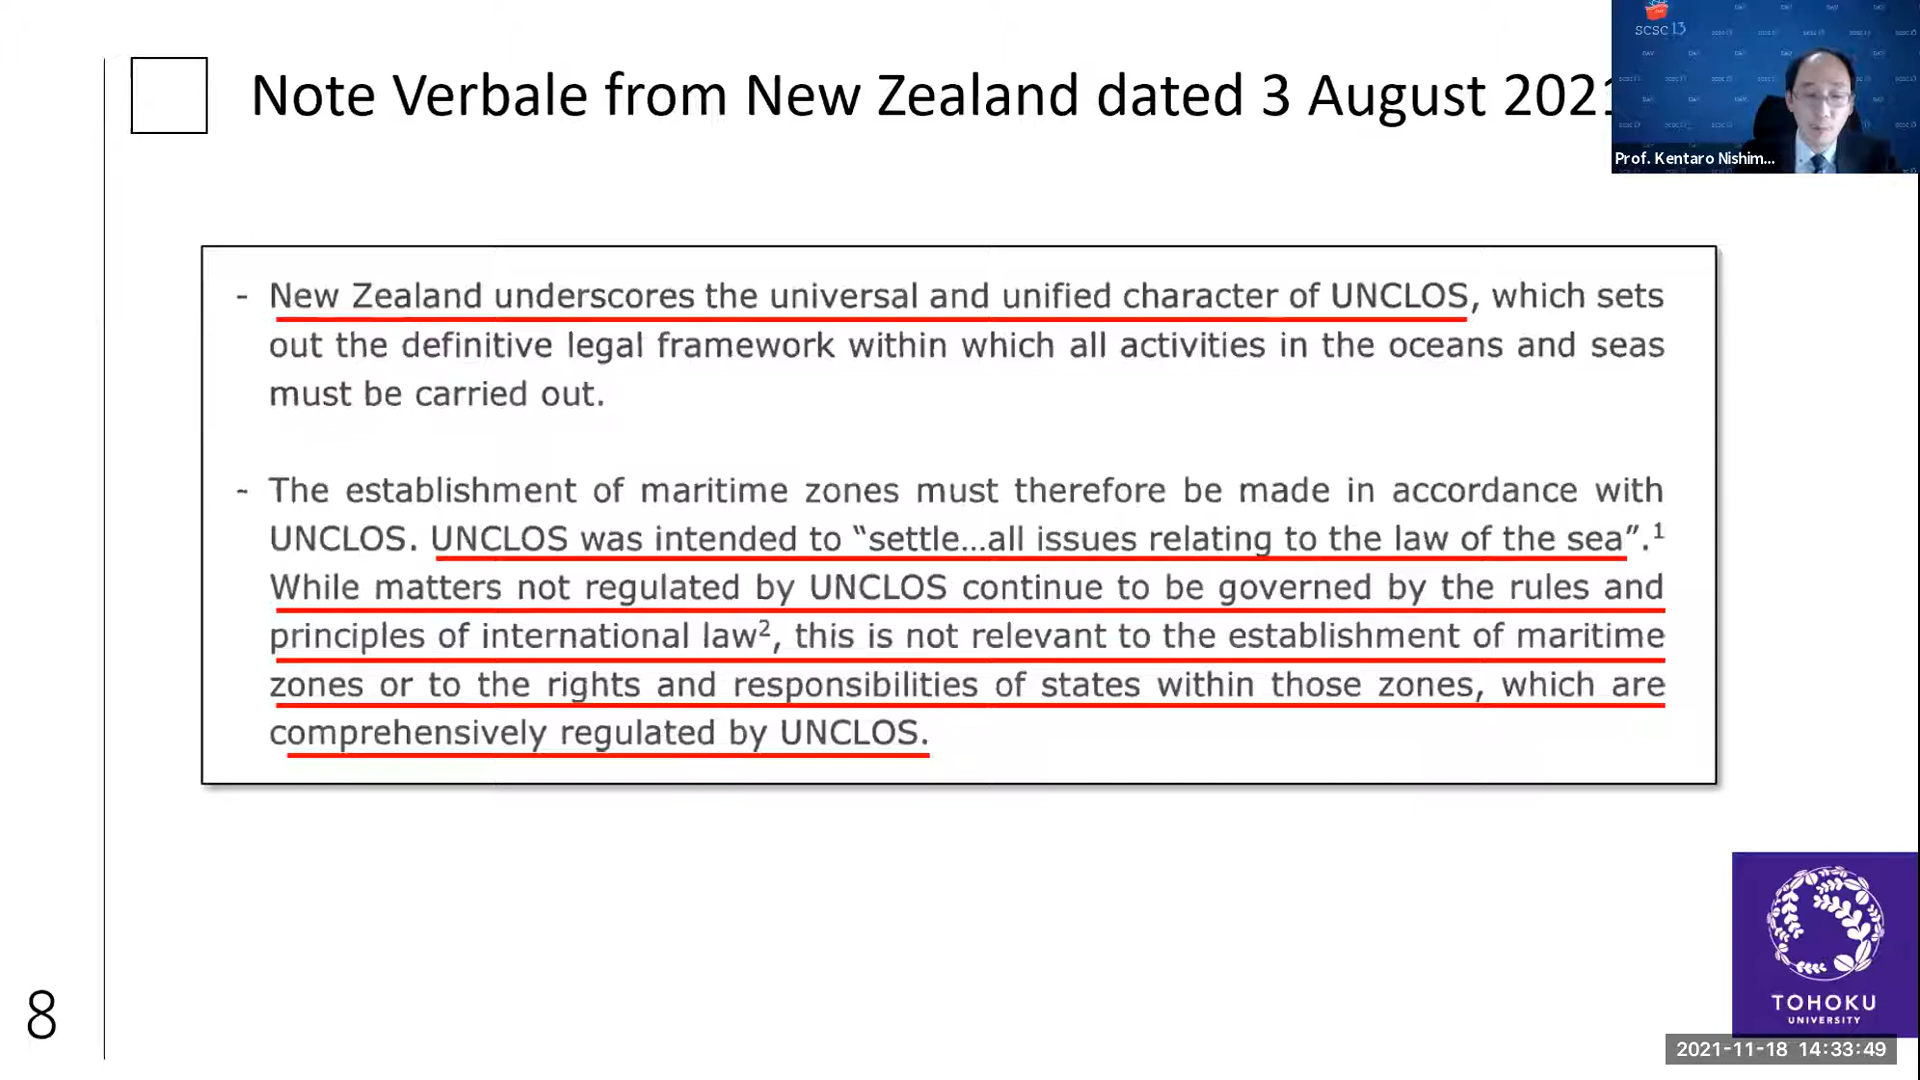 scsc 13
Note Verbale from New Zealand dated 3 August 2021
Prof. Kentaro Nishim...
- New Zealand underscores the universal and unified character of UNCLOS, which sets
out the definitive legal framework within which all activities in the oceans and seas
must be carried out.
- The establishment of maritime zones must therefore be made in accordance with
UNCLOS. UNCLOS was intended to “settle…all issues relating to the law of the sea”.¹
While matters not regulated by UNCLOS continue to be governed by the rules and
principles of international law², this is not relevant to the establishment of maritime
zones or to the rights and responsibilities of states within those zones, which are
comprehensively regulated by UNCLOS.
TOHOKU
UNIVERSITY
8
2021-11-18 14:33:49